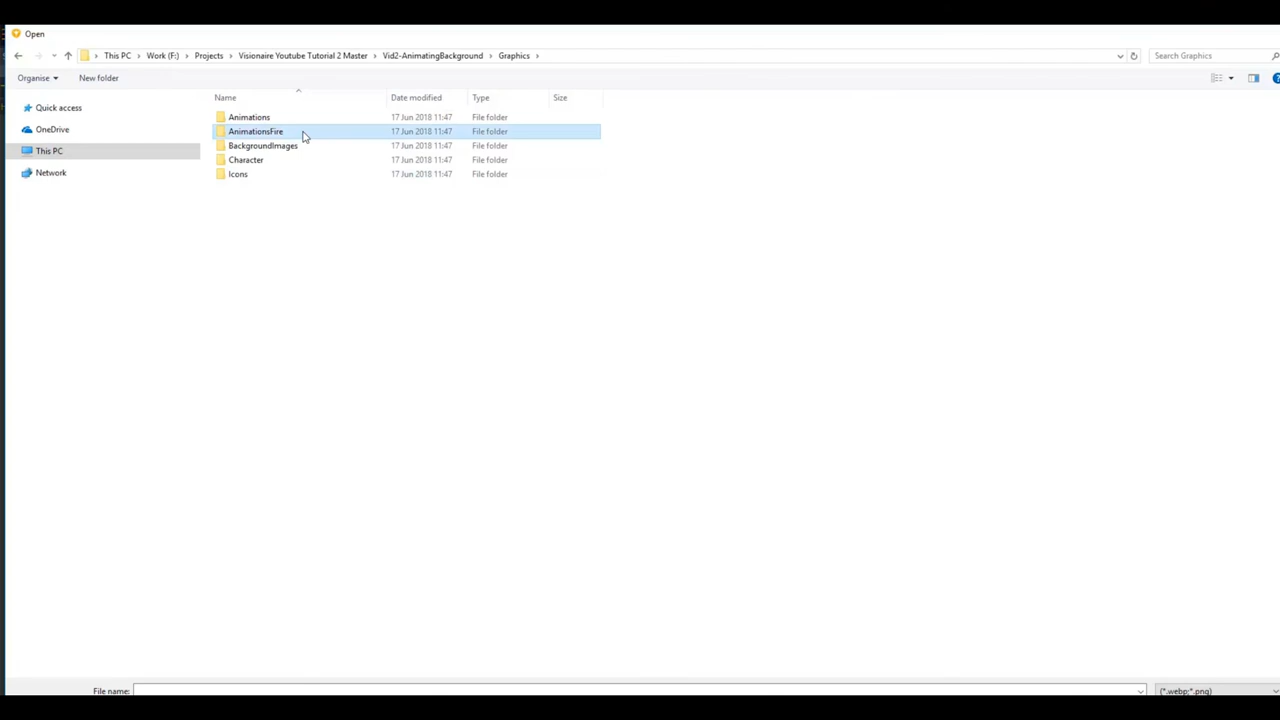 Open
This PC › Work (F:) › Projects › Visionaire Youtube Tutorial 2 Master › Vid2-AnimatingBackground › Graphics ›
Search Graphics
Organise
New folder
Name Date modified Type Size
Quick access
OneDrive
This PC
Network
Animations 17 Jun 2018 11:47 File folder
AnimationsFire 17 Jun 2018 11:47 File folder
BackgroundImages 17 Jun 2018 11:47 File folder
Character 17 Jun 2018 11:47 File folder
Icons 17 Jun 2018 11:47 File folder
File name:
(*.webp;*.png)